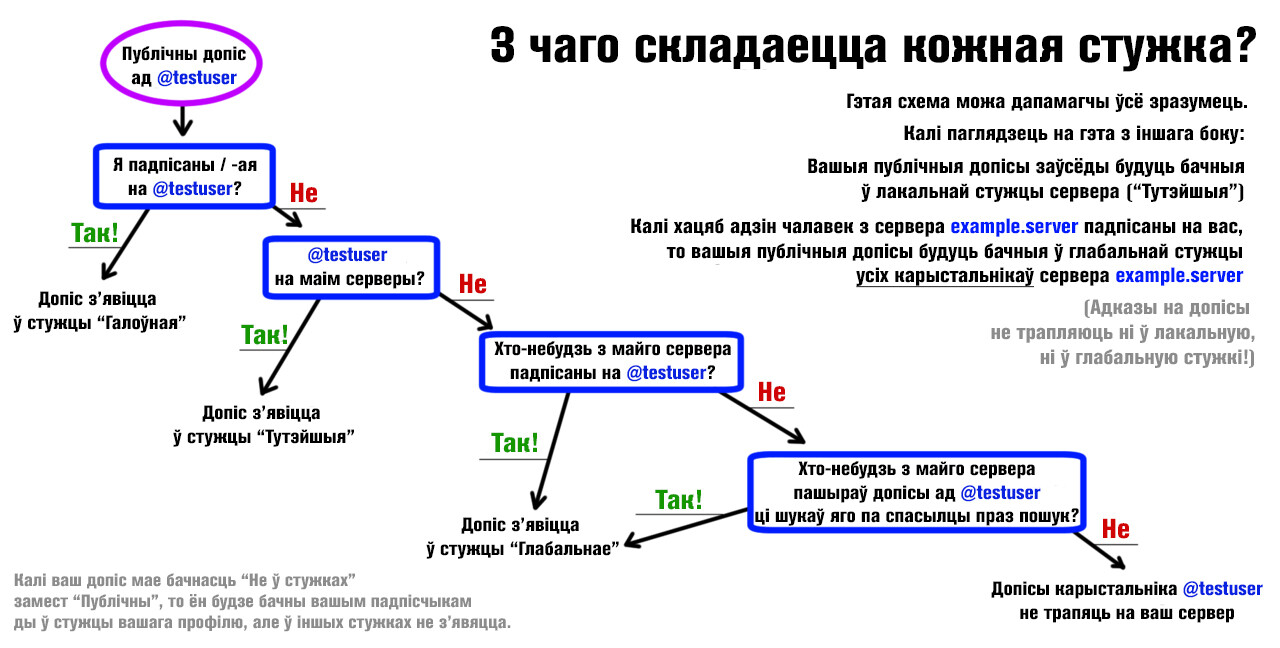 З чаго складаецца кожная стужка?
Публічны допіс
ад @testuser
Гэтая схема можа дапамагчы ўсё зразумець.
Калі паглядзець на гэта з іншага боку:
Вашыя публічныя допісы заўсёды будуць бачныя
ў лакальнай стужцы сервера (“Тутэйшыя”)
Калі хацяб адзін чалавек з сервера example.server падпісаны на вас,
то вашыя публічныя допісы будуць бачныя ў глабальнай стужцы
усіх карыстальнікаў сервера example.server
(Адказы на допісы
не трапляюць ні ў лакальную,
ні ў глабальную стужкі!)
Я падпісаны / -ая
на @testuser?
Не
Так!
Допіс з’явіцца
ў стужцы “Галоўная”
@testuser
на маім серверы?
Не
Так!
Допіс з’явіцца
ў стужцы “Тутэйшыя”
Хто-небудзь з майго сервера
падпісаны на @testuser?
Не
Так!
Допіс з’явіцца
ў стужцы “Глабальнае”
Хто-небудзь з майго сервера
пашыраў допісы ад @testuser
ці шукаў яго па спасылцы праз пошук?
Так!
Не
Допісы карыстальніка @testuser
не трапяць на ваш сервер
Калі ваш допіс мае бачнасць “Не ў стужках”
замест “Публічны”, то ён будзе бачны вашым падпісчыкам
ды ў стужцы вашага профілю, але ў іншых стужках не з’явяцца.